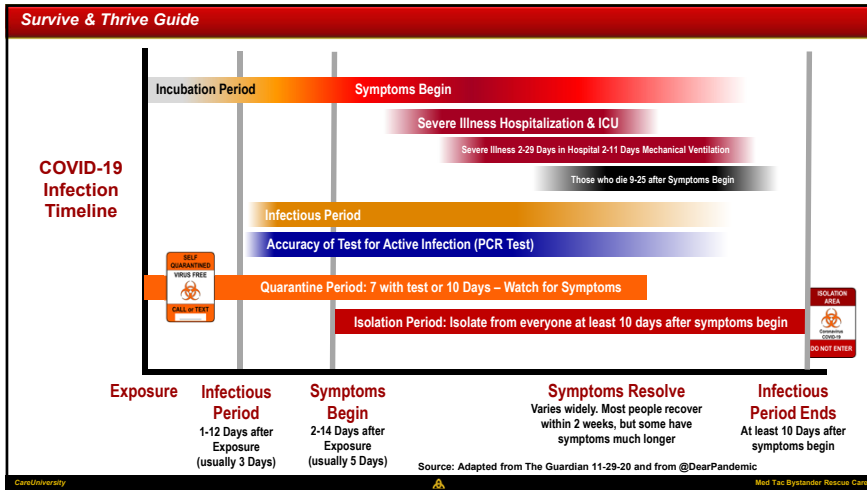 Survive & Thrive Guide
Incubation Period
Symptoms Begin
Severe Illness Hospitalization & ICU
Severe Illness 2-29 Days in Hospital 2-11 Days Mechanical Ventilation
Those who die 9-25 after Symptoms Begin
COVID-19
Infection
Timeline
Infectious Period
Accuracy of Test for Active Infection (PCR Test)
SELF
QUARANTINED
VIRUS FREE
CALL or TEXT
Quarantine Period: 7 with test or 10 Days – Watch for Symptoms
ISOLATION
AREA
Coronavirus
COVID-19
DO NOT ENTER
Isolation Period: Isolate from everyone at least 10 days after symptoms begin
Exposure
Infectious
Period
1-12 Days after
Exposure
(usually 3 Days)
Symptoms
Begin
2-14 Days after
Exposure
(usually 5 Days)
Symptoms Resolve
Varies widely. Most people recover
within 2 weeks, but some have
symptoms much longer
Infectious
Period Ends
At least 10 Days after
symptoms begin
Source: Adapted from The Guardian 11-29-20 and from @DearPandemic
CareUniversity
Med Tac Bystander Rescue Care